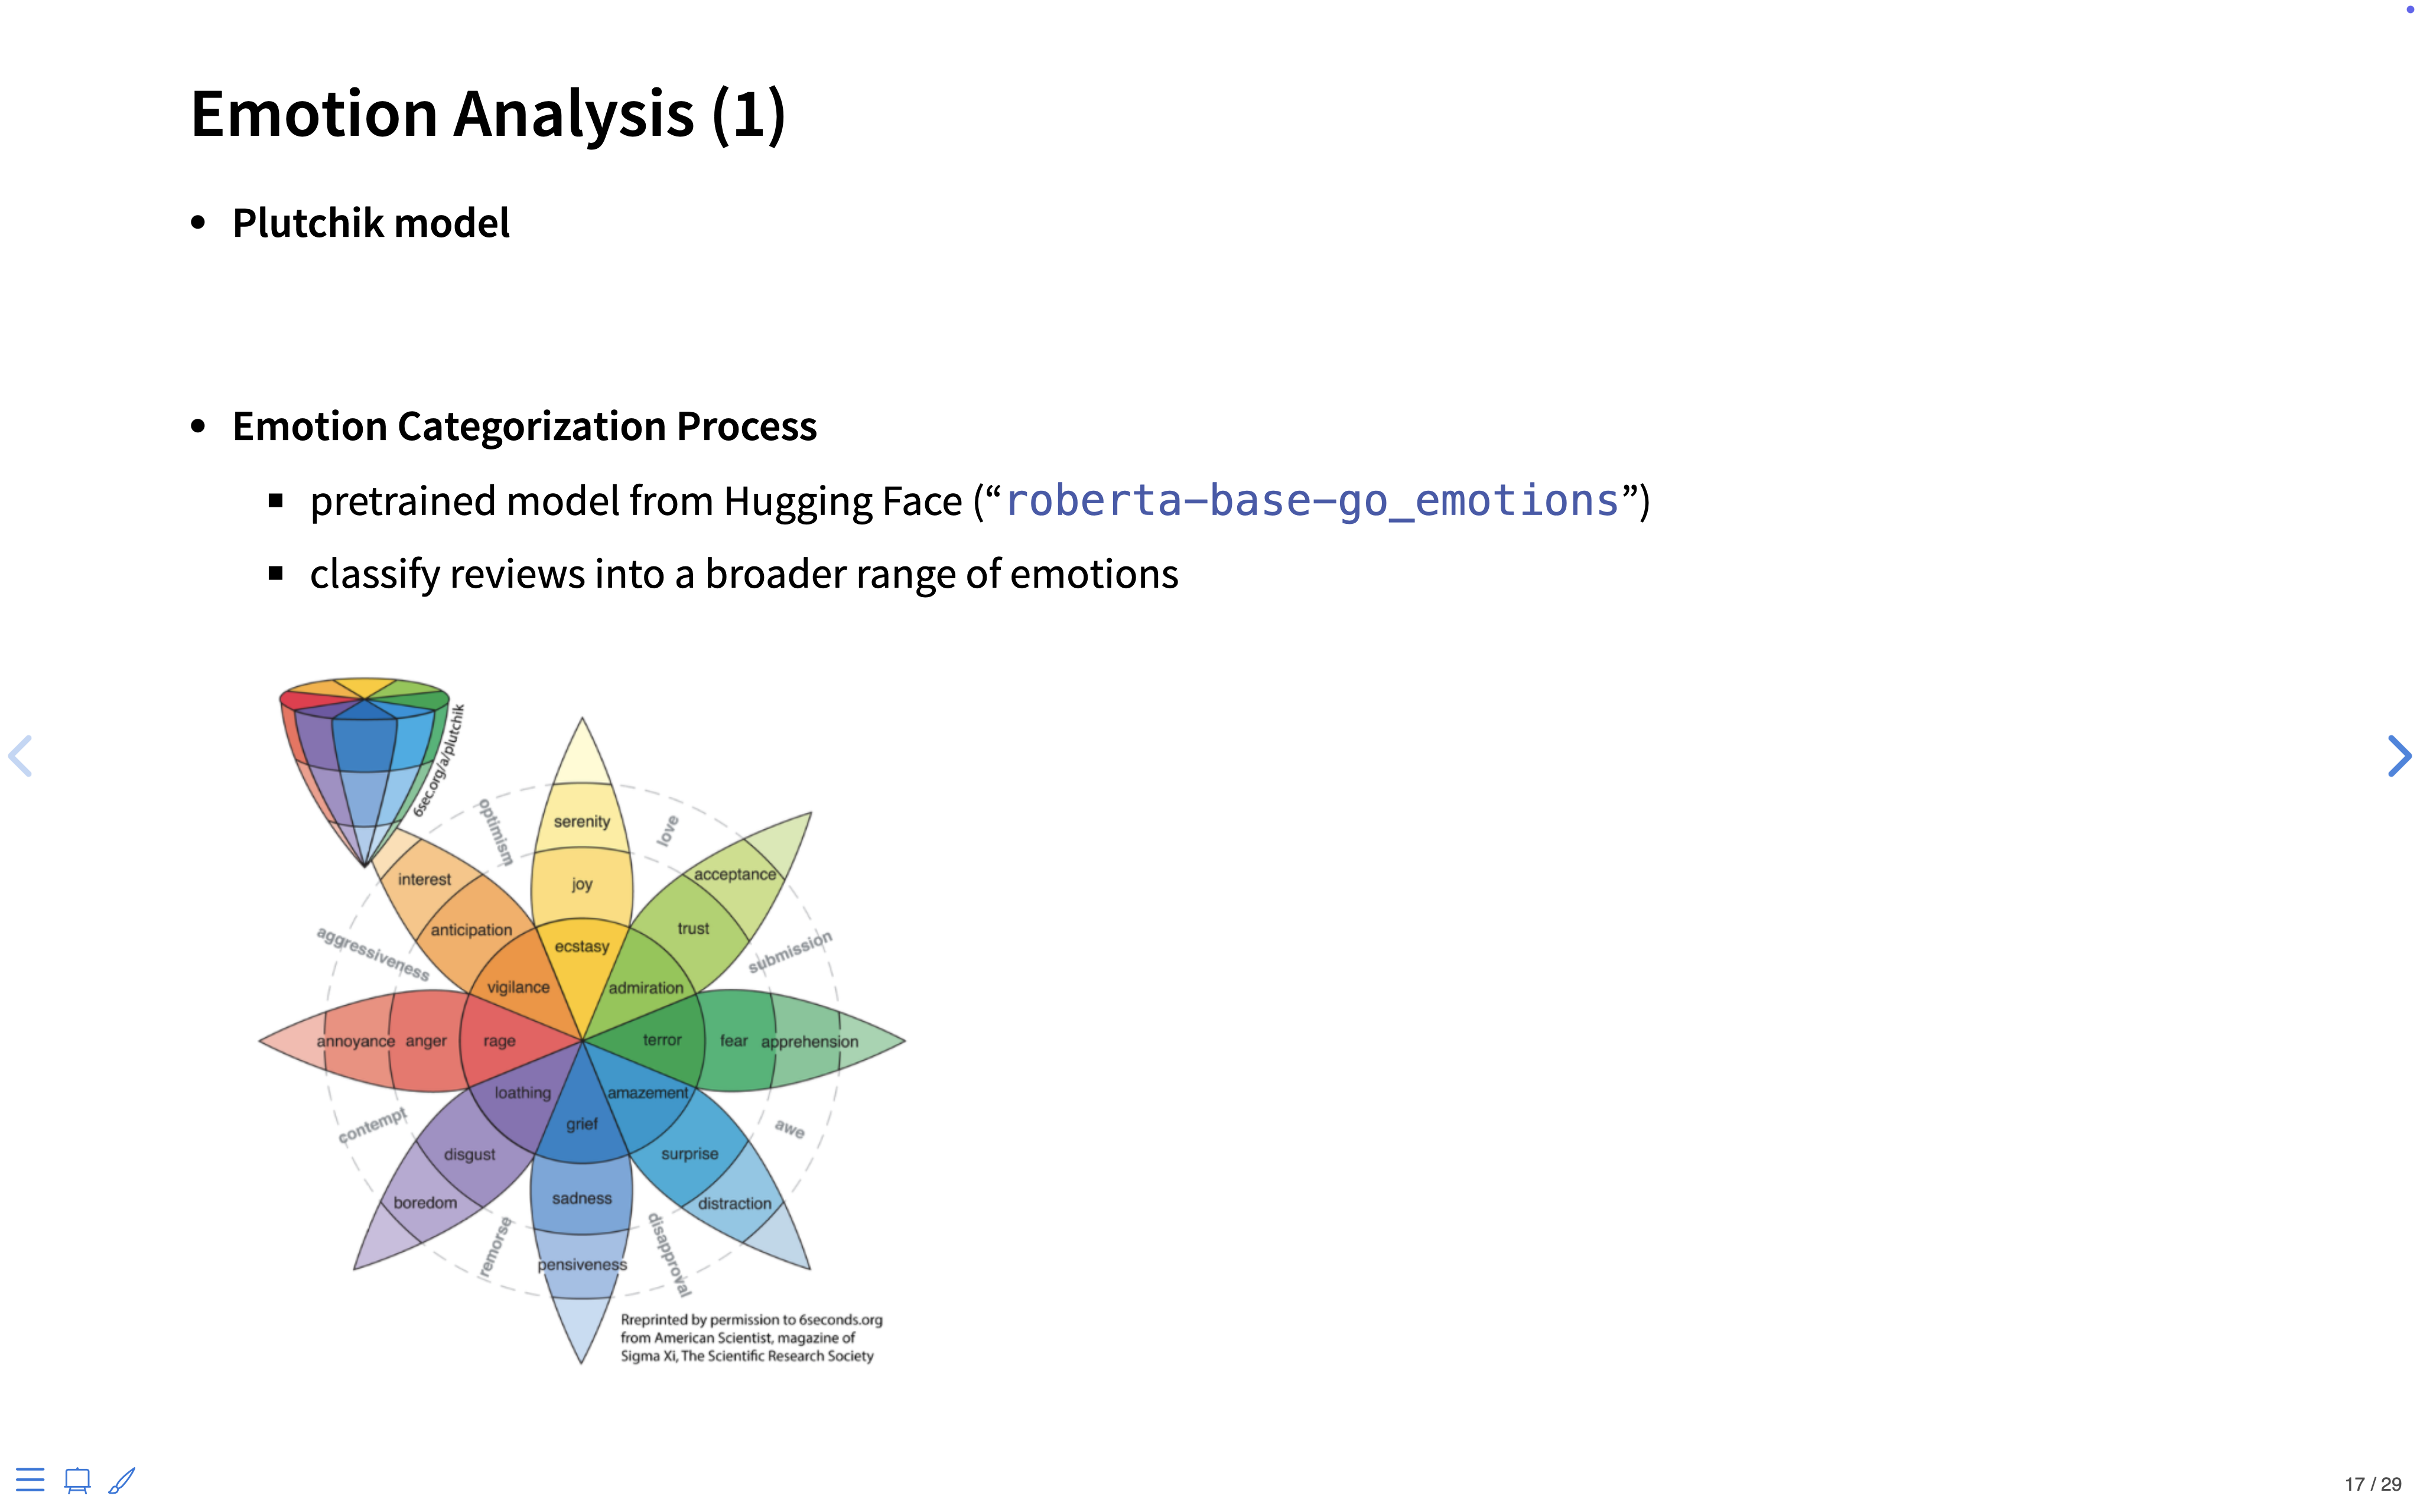 Emotion Analysis (1)
• Plutchik model
• Emotion Categorization Process
▪ pretrained model from Hugging Face (“roberta-base-go_emotions”)
▪ classify reviews into a broader range of emotions
6sec.org/a/plutchik
optimism
serenity
love
interest
joy
acceptance
anticipation
trust
aggressiveness
ecstasy
submission
vigilance
admiration
annoyance anger rage terror fear apprehension
loathing
amazement
contempt
grief
awe
disgust
surprise
boredom
sadness
distraction
remorse
disapproval
pensiveness
Rreprinted by permission to 6seconds.org
from American Scientist, magazine of
Sigma Xi, The Scientific Research Society
17 / 29